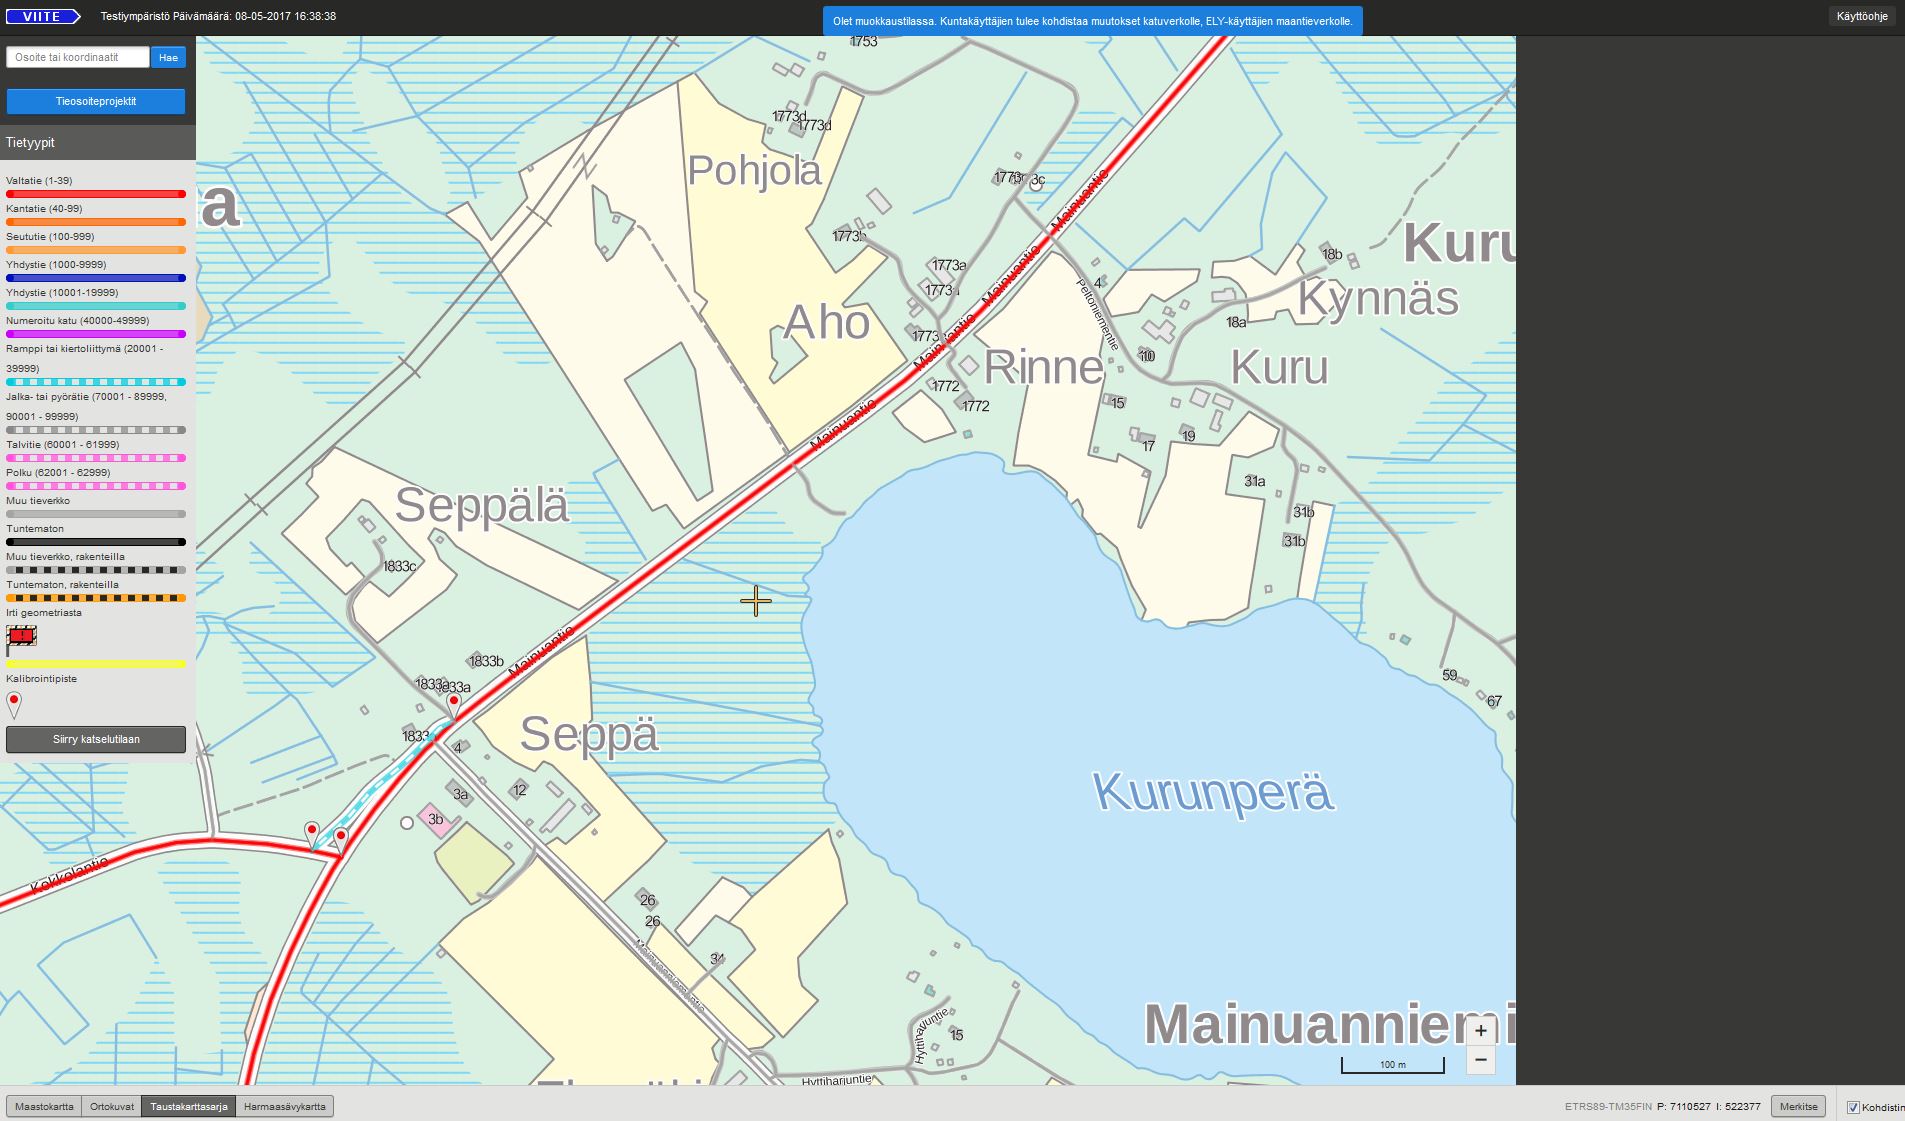 VIITE
Testiympäristö Päivämäärä: 08-05-2017 16:38:38
Olet muokkaustilassa. Kuntakäyttäjien tulee kohdistaa muutokset katuverkolle, ELY-käyttäjien maantieverkolle.
Käyttöohje
Osoite tai koordinaatit
Hae
Tieosoiteprojektit
Tietyypit
Valtatie (1-39)
Kantatie (40-99)
Seututie (100-999)
Yhdystie (1000-9999)
Yhdystie (10001-19999)
Numeroitu katu (40000-49999)
Ramppi tai kiertoliittymä (20001 -
39999)
Jalka- tai pyörätie (70001 - 89999,
90001 - 99999)
Talvitie (60001 - 61999)
Polku (62001 - 62999)
Muu tieverkko
Tuntematon
Muu tieverkko, rakenteilla
Tuntematon, rakenteilla
Irti geometriasta
Kalibrointipiste
Siirry katselutilaan
1753
1773d
1773d
Pohjola
a
1773c
Mainuantie
1773b
Kuru
18b
1773a
Mainuantie
4
Kynnäs
Peltoniementie
Aho
18a
Mainuantie
Rinne
10
Kuru
1772
1772
15
Mainuantie
17
19
31a
Seppälä
31b
31b
1833c
Mainuantie
1833b
1833a
59
67
1833
4
Seppä
3a
12
3b
Kurunperä
Kokkolantie
26
26
34
Mainuanniementie
Mainuanniemi
15
Hyttiharjuntie
Hyttiharjuntie
+
−
100 m
Maastokartta
Ortokuvat
Taustakarttasarja
Harmaasävykartta
ETRS89-TM35FIN P: 7110527 I: 522377
Merkitse
Kohdistin